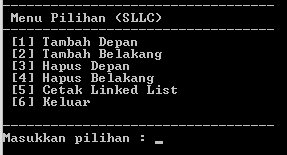 Menu Pilihan (SLLC)
[1] Tambah Depan
[2] Tambah Belakang
[3] Hapus Depan
[4] Hapus Belakang
[5] Cetak Linked List
[6] Keluar
Masukkan pilihan : _